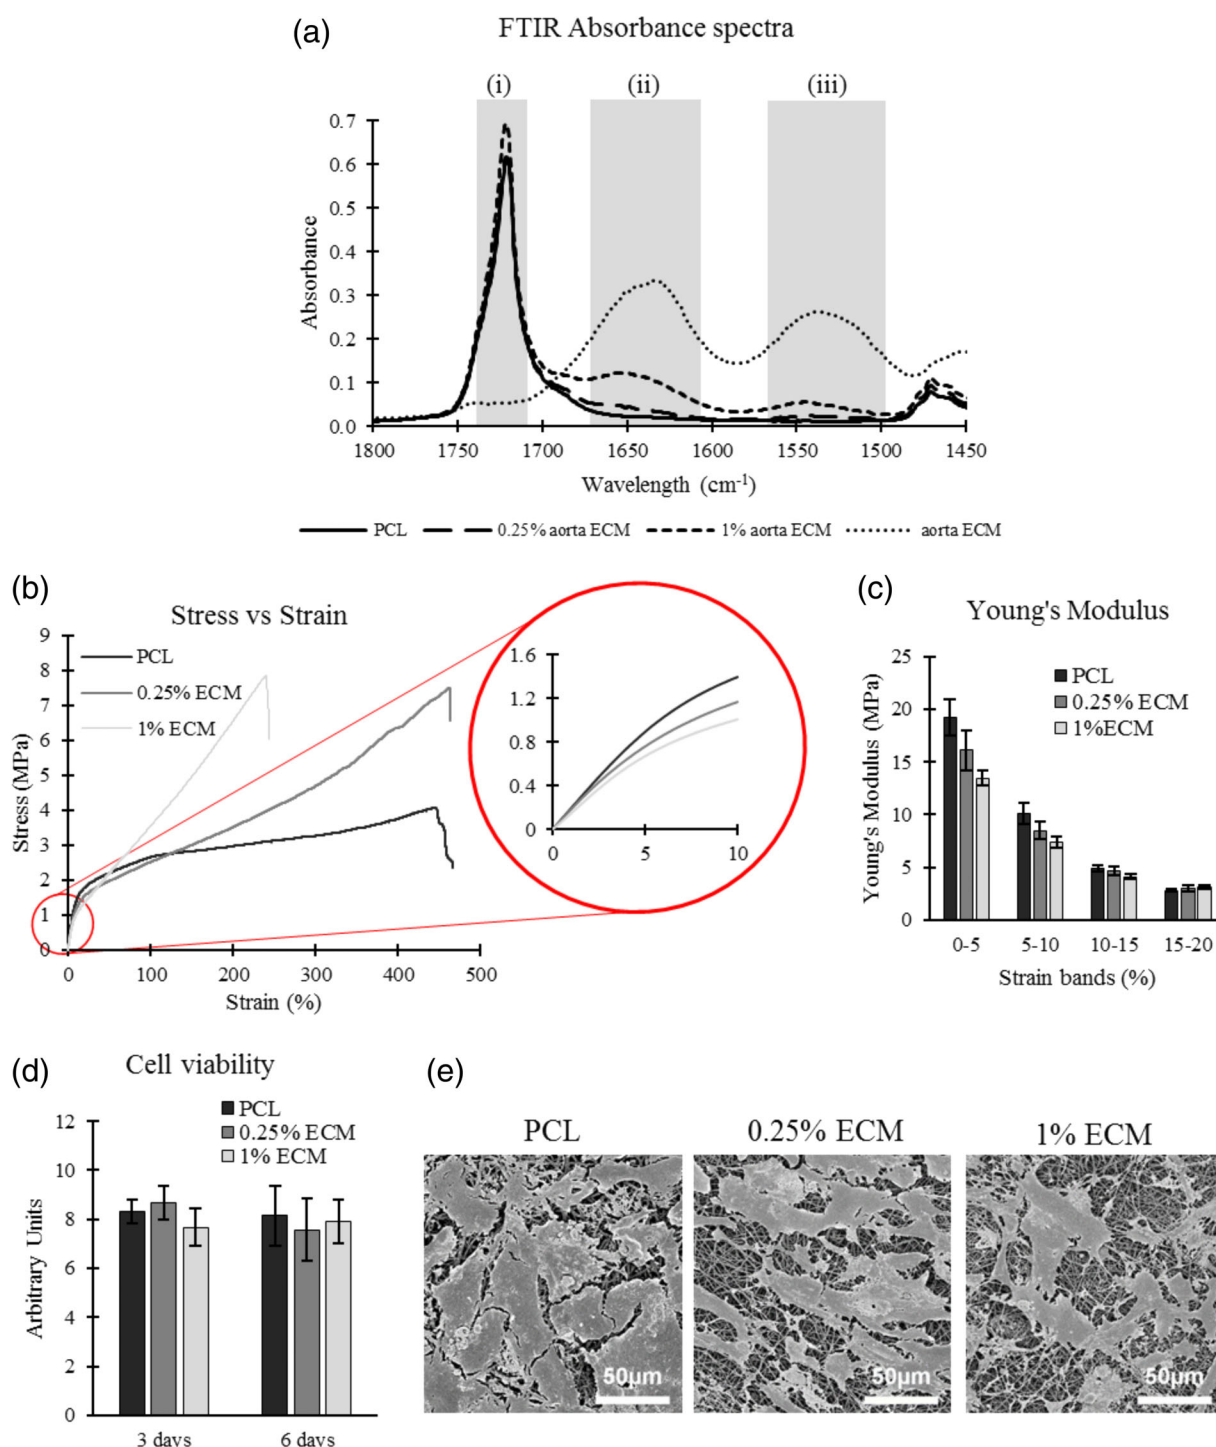 (a)
FTIR Absorbance spectra
(i) (ii) (iii)
0.7
0.6
0.5
0.4
0.3
0.2
0.1
0.0
Absorbance
1800 1750 1700 1650 1600 1550 1500 1450
Wavelength (cm⁻¹)
PCL 0.25% aorta ECM 1% aorta ECM aorta ECM
(b)
Stress vs Strain
9
8
7
6
5
4
3
2
1
0
Stress (MPa)
PCL
0.25% ECM
1% ECM
0 100 200 300 400 500
Strain (%)
1.6
1.2
0.8
0.4
0
0 5 10
(c)
Young's Modulus
25
20
15
10
5
0
Young's Modulus (MPa)
PCL
0.25% ECM
1%ECM
0-5 5-10 10-15 15-20
Strain bands (%)
(d)
Cell viability
12
10
8
6
4
2
0
Arbitrary Units
PCL
0.25% ECM
1% ECM
3 days 6 days
(e)
PCL 0.25% ECM 1% ECM
50µm 50µm 50µm